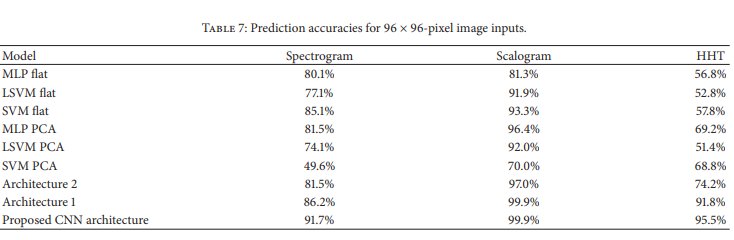 TABLE 7: Prediction accuracies for 96 × 96-pixel image inputs.
Model Spectrogram Scalogram HHT
MLP flat 80.1% 81.3% 56.8%
LSVM flat 77.1% 91.9% 52.8%
SVM flat 85.1% 93.3% 57.8%
MLP PCA 81.5% 96.4% 69.2%
LSVM PCA 74.1% 92.0% 51.4%
SVM PCA 49.6% 70.0% 68.8%
Architecture 2 81.5% 97.0% 74.2%
Architecture 1 86.2% 99.9% 91.8%
Proposed CNN architecture 91.7% 99.9% 95.5%